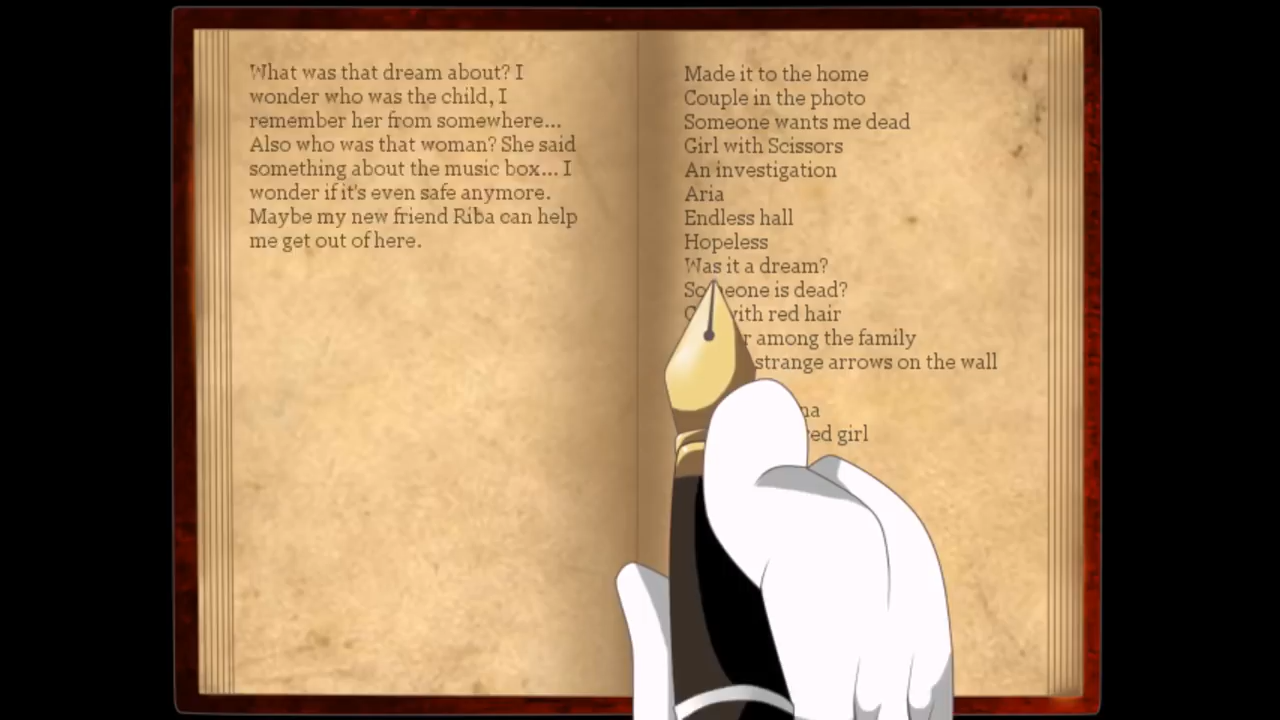 What was that dream about? I
wonder who was the child, I
remember her from somewhere...
Also who was that woman? She said
something about the music box... I
wonder if it's even safe anymore.
Maybe my new friend Riba can help
me get out of here.
Made it to the home
Couple in the photo
Someone wants me dead
Girl with Scissors
An investigation
Aria
Endless hall
Hopeless
Was it a dream?
Someone is dead?
with red hair
among the family
strange arrows on the wall
girl